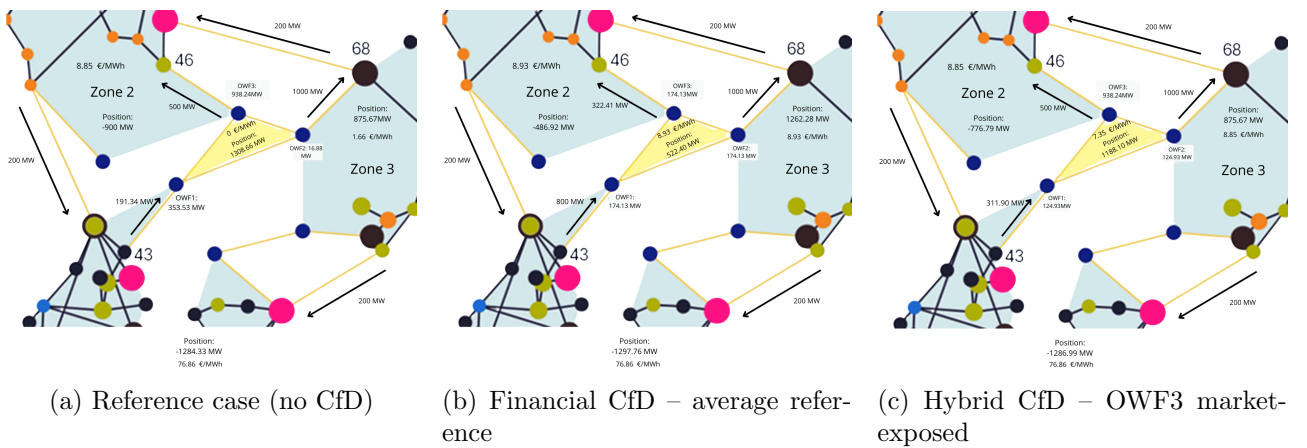 200 MW
68
46
8.85 €/MWh
Zone 2
OWF3:
938.24MW
500 MW
1000 MW
Position:
-900 MW
Position:
875.67MW
1.66 €/MWh
0 €/MWh
Position:
1308.66 MW
OWF2: 16.88
MW
Zone 3
200 MW
191.34 MW
OWF1:
353.53 MW
43
200 MW
Position:
-1284.33 MW
76.86 €/MWh
(a) Reference case (no CfD)
200 MW
68
46
8.93 €/MWh
Zone 2
OWF3:
174.13MW
322.41 MW
1000 MW
Position:
-486.92 MW
Position:
1262.28 MW
8.93 €/MWh
8.93 €/MWh
Position:
522.40 MW
OWF2:
174.13 MW
Zone 3
200 MW
800 MW
OWF1:
174.13 MW
43
200 MW
Position:
-1297.76 MW
76.86 €/MWh
(b) Financial CfD – average refer-
ence
200 MW
68
46
8.85 €/MWh
Zone 2
OWF3:
938.24MW
500 MW
1000 MW
Position:
-776.79 MW
Position:
875.67 MW
8.85 €/MWh
7.35 €/MWh
Position:
1188.10 MW
OWF2:
124.93 MW
Zone 3
200 MW
311.90 MW
OWF1:
124.93MW
43
200 MW
Position:
-1286.99 MW
76.86 €/MWh
(c) Hybrid CfD – OWF3 market-
exposed